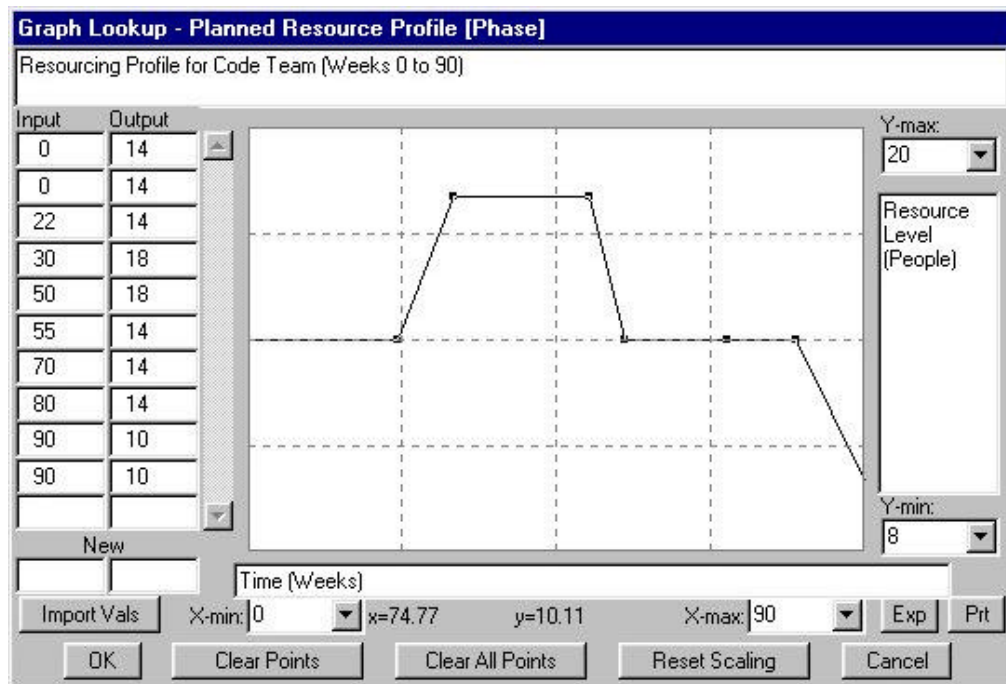 Graph Lookup - Planned Resource Profile [Phase]
Resourcing Profile for Code Team (Weeks 0 to 90)
Input Output
0 14
0 14
22 14
30 18
50 18
55 14
70 14
80 14
90 10
90 10
New
Y-max:
20
Resource
Level
(People)
Y-min:
8
Time (Weeks)
Import Vals X-min: 0 x=74.77 y=10.11 X-max: 90 Exp Prt
OK Clear Points Clear All Points Reset Scaling Cancel